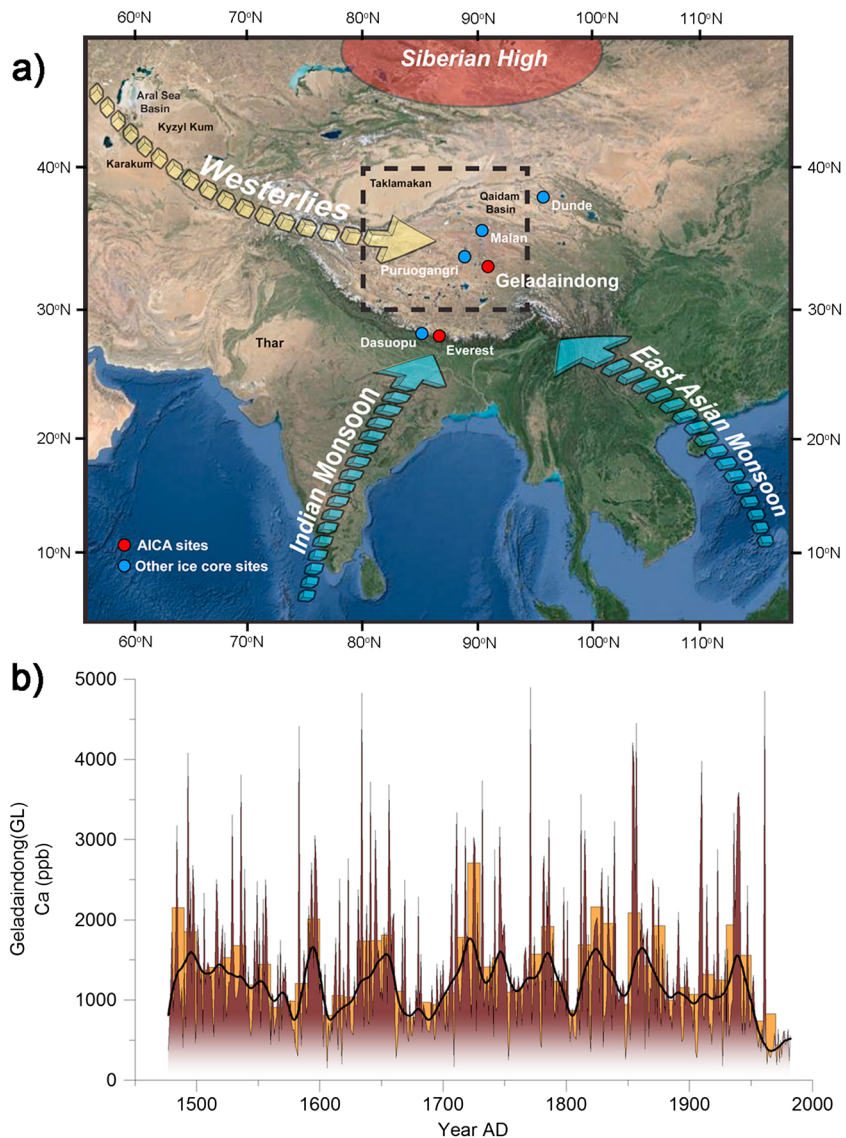 60°N 70°N 80°N 90°N 100°N 110°N
a)
Siberian High
Aral Sea
Basin
Kyzyl Kum
Karakum
Westerlies
40°N
40°N
Taklamakan
Qaidam
Basin
Dunde
Malan
Puruogangri
Geladaindong
30°N
30°N
Thar
Dasuopu
Everest
Indian Monsoon
East Asian Monsoon
20°N
20°N
AICA sites
Other ice core sites
10°N
10°N
60°N 70°N 80°N 90°N 100°N 110°N
b)
5000
4000
3000
2000
1000
0
Geladaindong(GL)
Ca (ppb)
1500 1600 1700 1800 1900 2000
Year AD